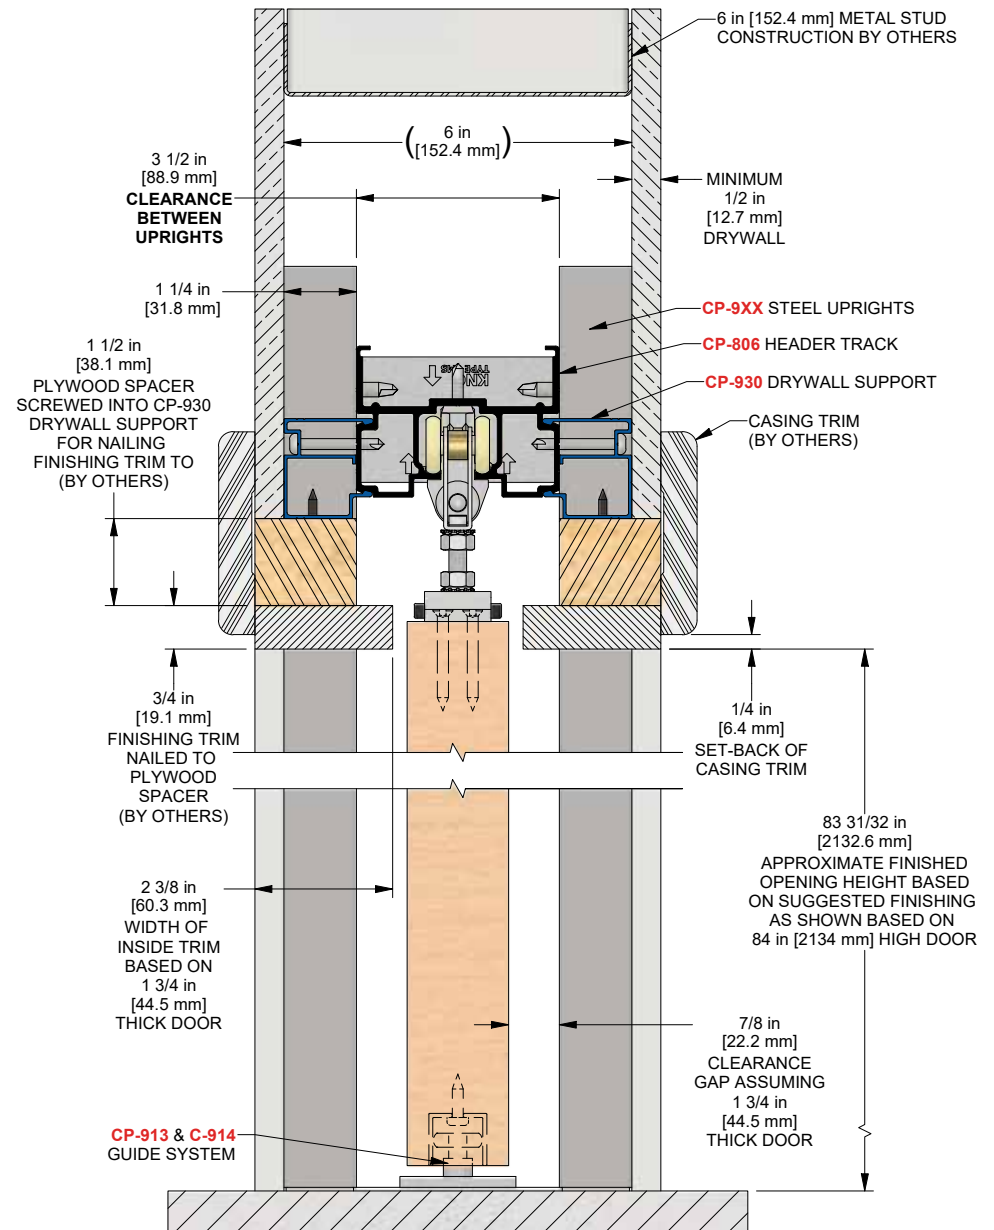 6 in [152.4 mm] METAL STUD
CONSTRUCTION BY OTHERS
( 6 in
[152.4 mm] )
3 1/2 in
[88.9 mm]
CLEARANCE
BETWEEN
UPRIGHTS
MINIMUM
1/2 in
[12.7 mm]
DRYWALL
1 1/4 in
[31.8 mm]
CP-9XX STEEL UPRIGHTS
CP-806 HEADER TRACK
CP-930 DRYWALL SUPPORT
1 1/2 in
[38.1 mm]
PLYWOOD SPACER
SCREWED INTO CP-930
DRYWALL SUPPORT
FOR NAILING
FINISHING TRIM TO
(BY OTHERS)
CASING TRIM
(BY OTHERS)
3/4 in
[19.1 mm]
FINISHING TRIM
NAILED TO
PLYWOOD
SPACER
(BY OTHERS)
1/4 in
[6.4 mm]
SET-BACK OF
CASING TRIM
83 31/32 in
[2132.6 mm]
APPROXIMATE FINISHED
OPENING HEIGHT BASED
ON SUGGESTED FINISHING
AS SHOWN BASED ON
84 in [2134 mm] HIGH DOOR
2 3/8 in
[60.3 mm]
WIDTH OF
INSIDE TRIM
BASED ON
1 3/4 in
[44.5 mm]
THICK DOOR
7/8 in
[22.2 mm]
CLEARANCE
GAP ASSUMING
1 3/4 in
[44.5 mm]
THICK DOOR
CP-913 & C-914
GUIDE SYSTEM